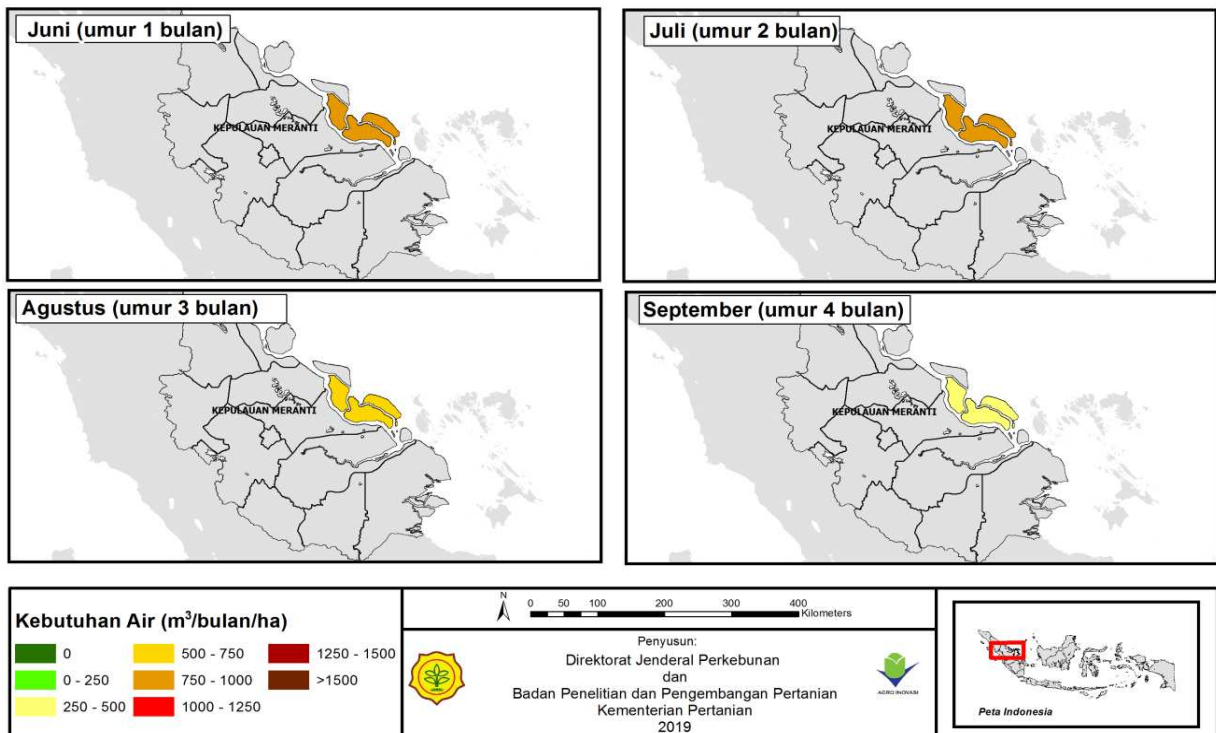 Juni (umur 1 bulan)
KEPULAUAN MERANTI
Juli (umur 2 bulan)
KEPULAUAN MERANTI
Agustus (umur 3 bulan)
KEPULAUAN MERANTI
September (umur 4 bulan)
KEPULAUAN MERANTI
Kebutuhan Air (m³/bulan/ha)
0
0 - 250
250 - 500
500 - 750
750 - 1000
1000 - 1250
1250 - 1500
>1500
N
0 50 100 200 300 400
Kilometers
Penyusun:
Direktorat Jenderal Perkebunan
dan
Badan Penelitian dan Pengembangan Pertanian
Kementerian Pertanian
2019
AGRO INOVASI
Peta Indonesia